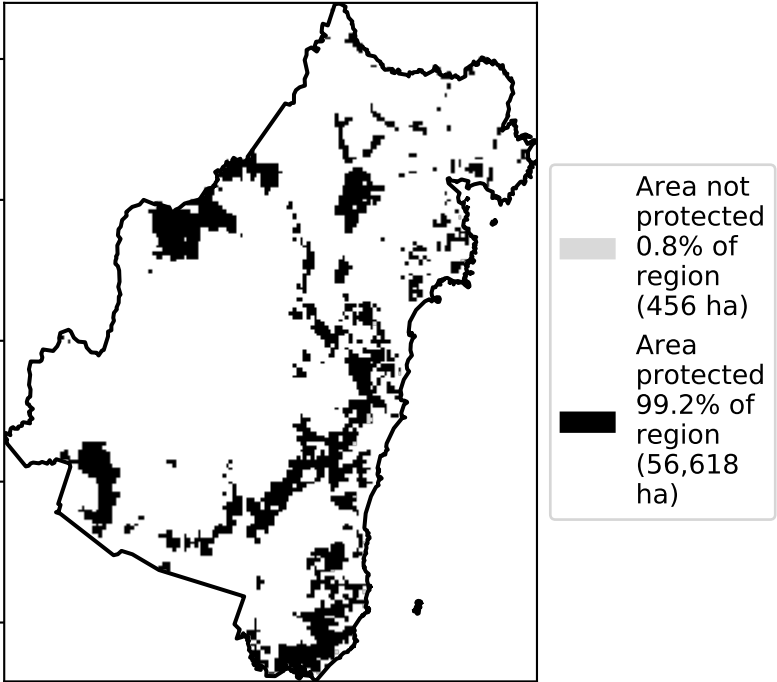 Area not
protected
0.8% of
region
(456 ha)
Area
protected
99.2% of
region
(56,618
ha)